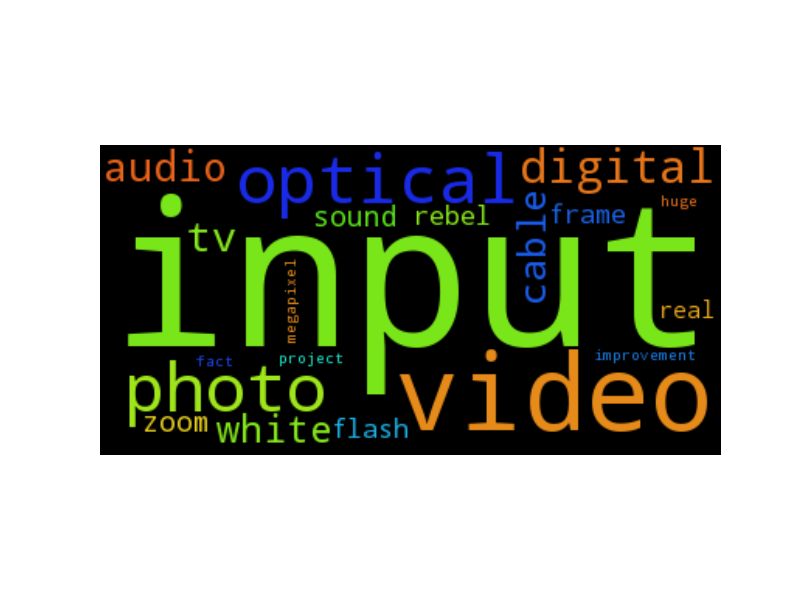 audio optical digital
huge
sound rebel cable frame
tv
input
megapixel
real
fact project improvement
photo video
zoom white flash